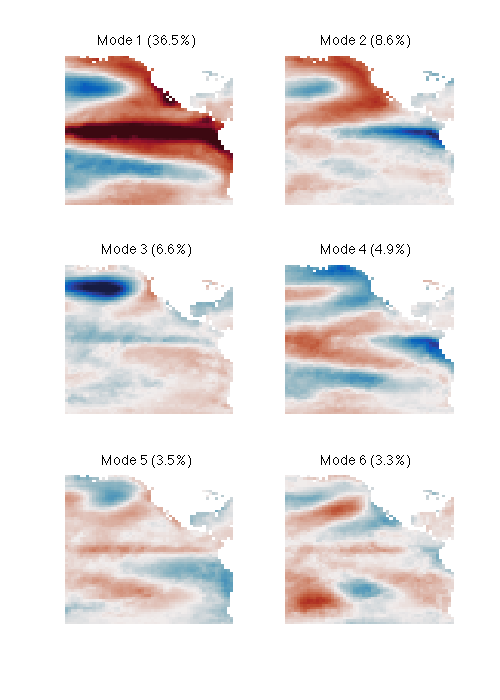 Mode 1 (36.5%)
Mode 2 (8.6%)
Mode 3 (6.6%)
Mode 4 (4.9%)
Mode 5 (3.5%)
Mode 6 (3.3%)